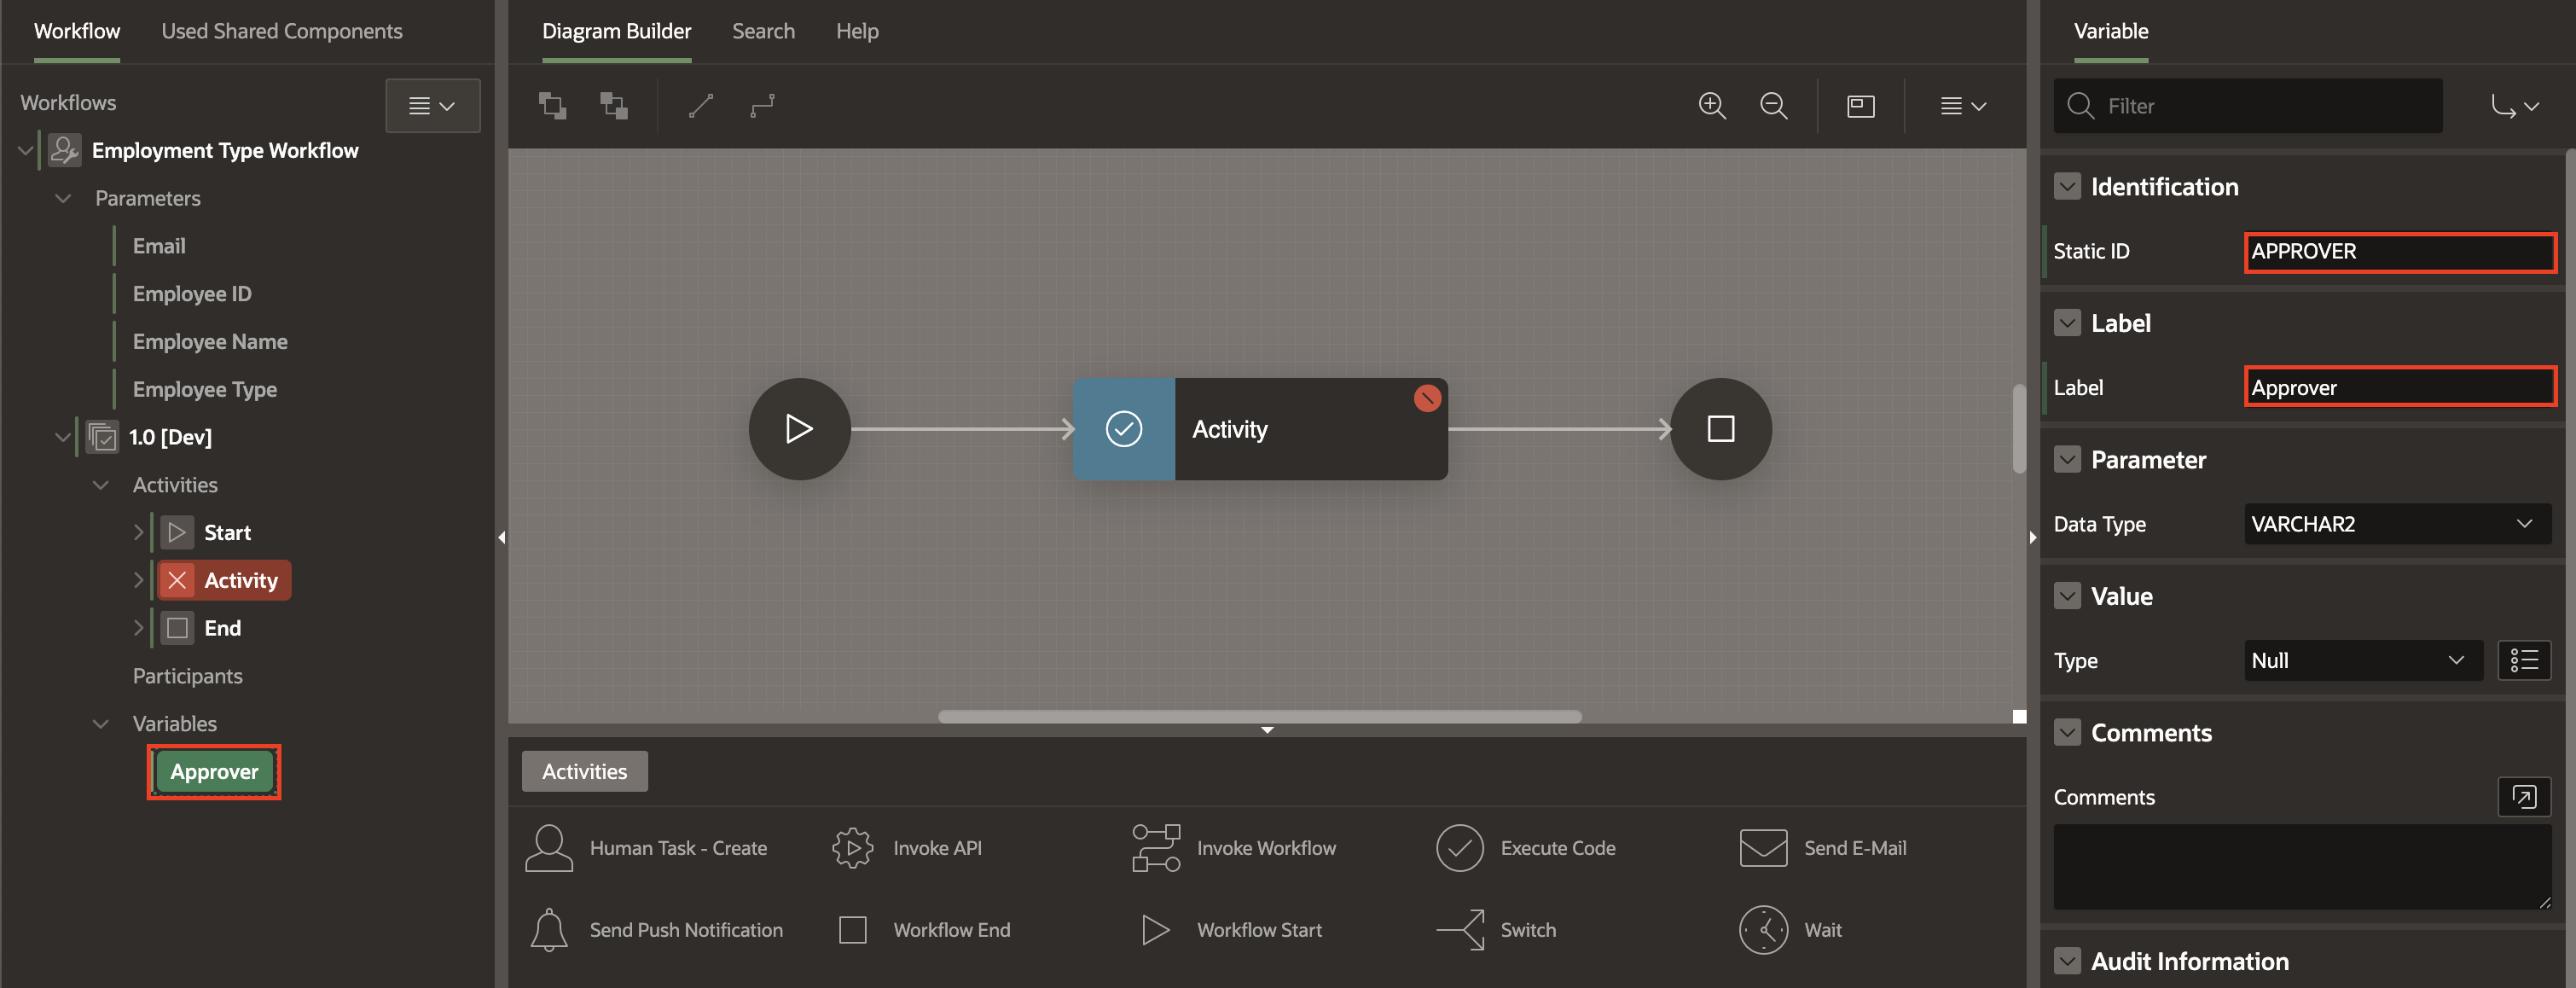 Workflow
Used Shared Components
Workflows
Employment Type Workflow
Parameters
Email
Employee ID
Employee Name
Employee Type
1.0 [Dev]
Activities
Start
Activity
End
Participants
Variables
Approver
Diagram Builder
Search
Help
Activity
Activities
Human Task - Create
Invoke API
Invoke Workflow
Execute Code
Send E-Mail
Send Push Notification
Workflow End
Workflow Start
Switch
Wait
Variable
Filter
Identification
Static ID
APPROVER
Label
Label
Approver
Parameter
Data Type
VARCHAR2
Value
Type
Null
Comments
Comments
Audit Information